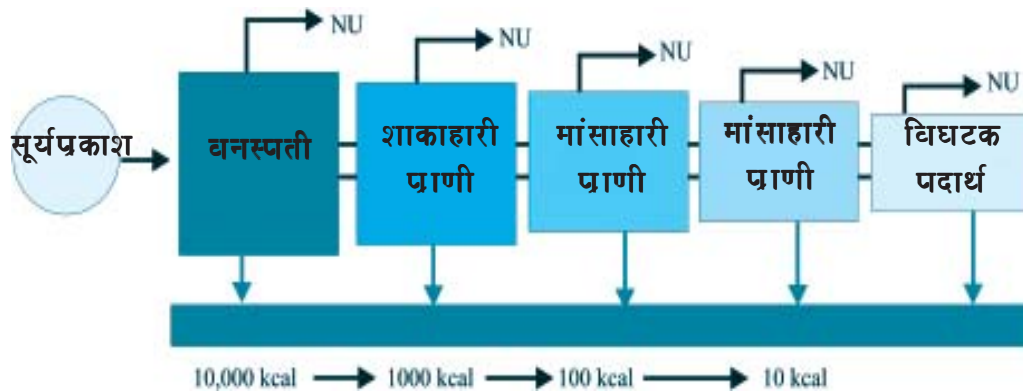 NU
NU
NU
NU
NU
सूर्यप्रकाश
वनस्पती
शाकाहारी
प्राणी
मांसाहारी
प्राणी
मांसाहारी
प्राणी
विघटक
पदार्थ
10,000 kcal
1000 kcal
100 kcal
10 kcal